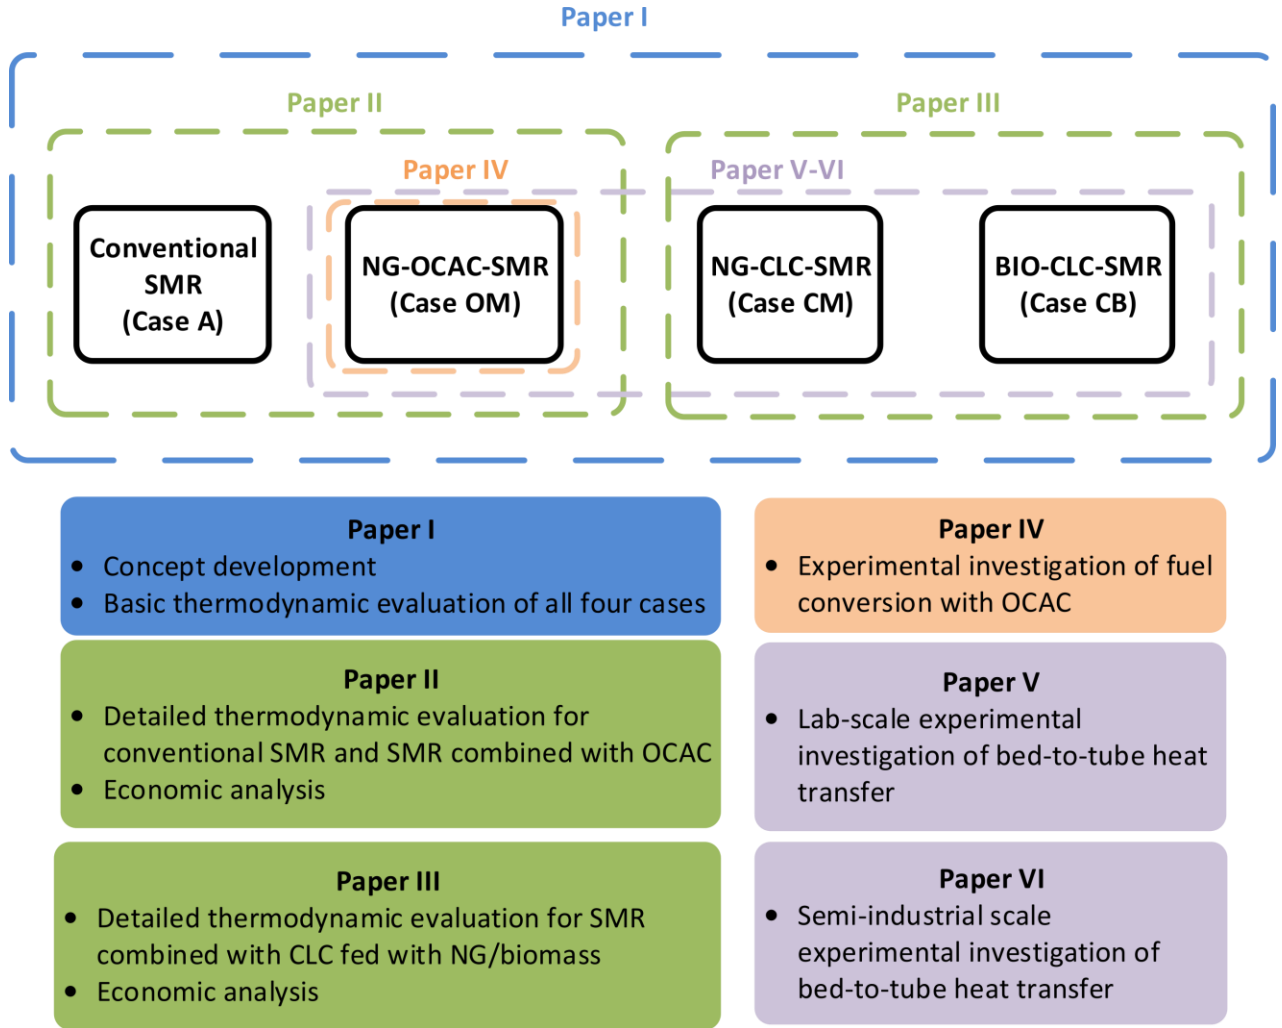 Paper I
Paper II
Paper III
Paper IV
Paper V-VI
Conventional
SMR
(Case A)
NG-OCAC-SMR
(Case OM)
NG-CLC-SMR
(Case CM)
BIO-CLC-SMR
(Case CB)
Paper I
• Concept development
• Basic thermodynamic evaluation of all four cases
Paper II
• Detailed thermodynamic evaluation for
conventional SMR and SMR combined with OCAC
• Economic analysis
Paper III
• Detailed thermodynamic evaluation for SMR
combined with CLC fed with NG/biomass
• Economic analysis
Paper IV
• Experimental investigation of fuel
conversion with OCAC
Paper V
• Lab-scale experimental
investigation of bed-to-tube heat
transfer
Paper VI
• Semi-industrial scale
experimental investigation of
bed-to-tube heat transfer